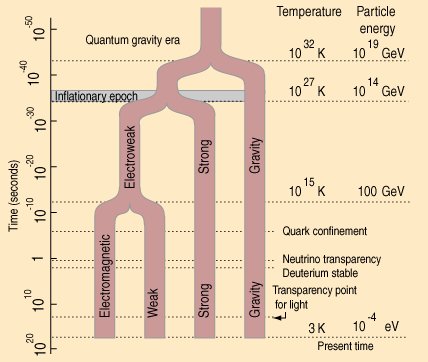 Temperature
Particle
energy
10^-50
Quantum gravity era
10^32 K
10^19 GeV
10^-40
10^27 K
10^14 GeV
Inflationary epoch
10^-30
Electroweak
Strong
Gravity
10^-20
Time (seconds)
10^15 K
100 GeV
10^-10
Quark confinement
Electromagnetic
Weak
Strong
Gravity
1
Neutrino transparency
Deuterium stable
Transparency point
for light
10^10
3 K
10^-4 eV
Present time
10^20